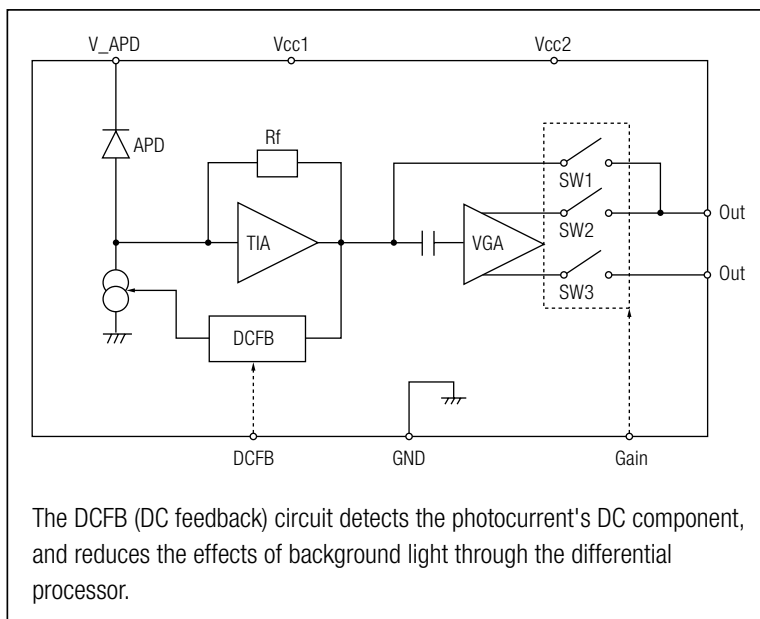 V_APD
Vcc1
Vcc2
APD
Rf
SW1
Out
TIA
VGA
SW2
Out
SW3
DCFB
DCFB
GND
Gain
The DCFB (DC feedback) circuit detects the photocurrent's DC component,
and reduces the effects of background light through the differential
processor.